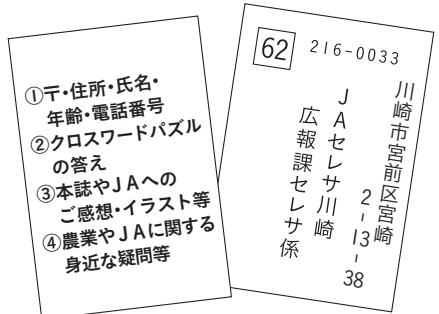 ①〒・住所・氏名・
年齢・電話番号
②クロスワードパズル
の答え
③本誌やJAへの
ご感想・イラスト等
④農業やJAに関する
身近な疑問等
62
216-0033
川崎市宮前区宮崎
2-13-38
JAセレサ川崎
広報課セレサ係